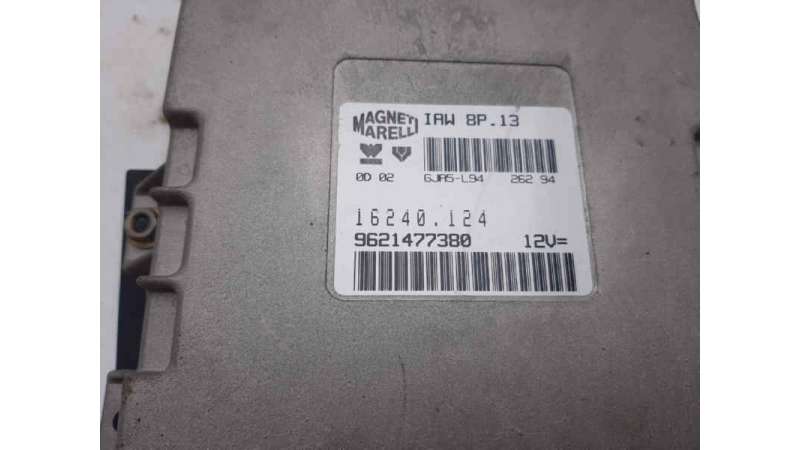 MAGNETI
MARELLI
IAW 8P.13
0D 02 GJA5-L94 262 94
16240.124
9621477380 12V=